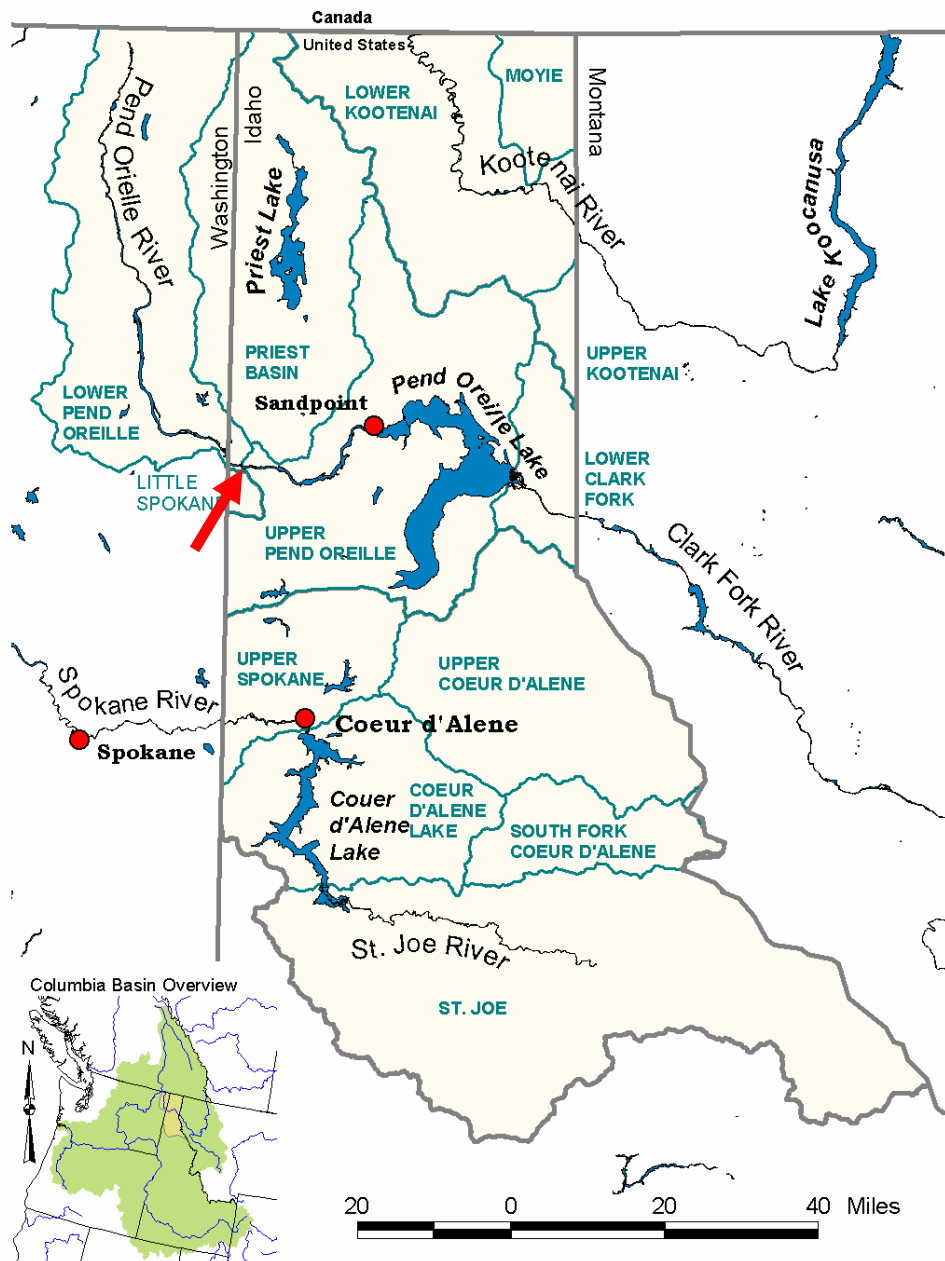 Canada
United States
Pend Orielle River
Washington
Idaho
LOWER
KOOTENAI
MOYIE
Montana
Kootenai River
Lake Koocanusa
Priest Lake
PRIEST
BASIN
UPPER
KOOTENAI
LOWER
PEND
OREILLE
Sandpoint
Pend Oreille Lake
LITTLE
SPOKANE
LOWER
CLARK
FORK
UPPER
PEND OREILLE
Clark Fork River
UPPER
SPOKANE
UPPER
COEUR D'ALENE
Spokane River
Spokane
Coeur d'Alene
Couer
d'Alene
Lake
COEUR
D'ALENE
LAKE
SOUTH FORK
COEUR D'ALENE
St. Joe River
ST. JOE
Columbia Basin Overview
N
20 0 20 40 Miles